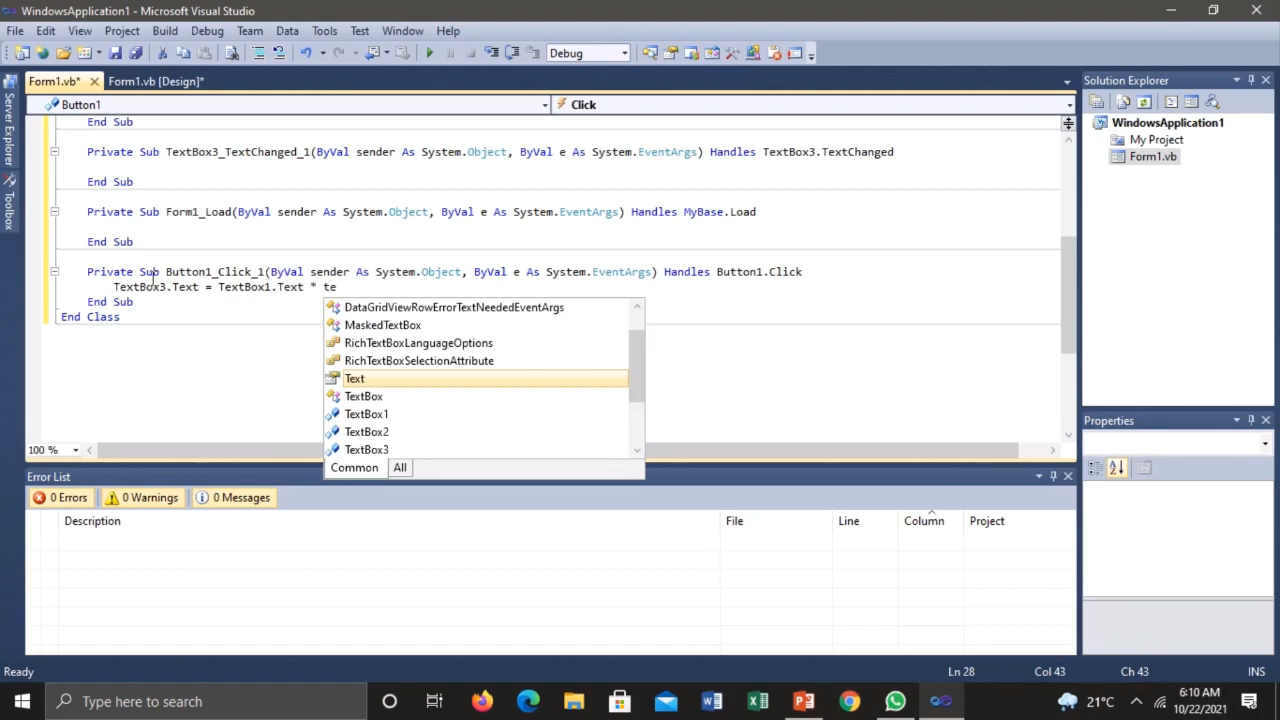 WindowsApplication1 - Microsoft Visual Studio
File Edit View Project Build Debug Team Data Tools Test Window Help
Debug
Form1.vb* Form1.vb [Design]*
Solution Explorer
Button1 Click
Server Explorer
Toolbox
WindowsApplication1
My Project
Form1.vb
End Sub
Private Sub TextBox3_TextChanged_1(ByVal sender As System.Object, ByVal e As System.EventArgs) Handles TextBox3.TextChanged
End Sub
Private Sub Form1_Load(ByVal sender As System.Object, ByVal e As System.EventArgs) Handles MyBase.Load
End Sub
Private Sub Button1_Click_1(ByVal sender As System.Object, ByVal e As System.EventArgs) Handles Button1.Click
TextBox3.Text = TextBox1.Text * te
End Sub
End Class
DataGridViewRowErrorTextNeededEventArgs
MaskedTextBox
RichTextBoxLanguageOptions
RichTextBoxSelectionAttribute
Text
TextBox
TextBox1
TextBox2
TextBox3
Common All
100 %
Properties
Error List
0 Errors 0 Warnings 0 Messages
Description File Line Column Project
Ready Ln 28 Col 43 Ch 43 INS
Type here to search
21°C
6:10 AM
10/22/2021